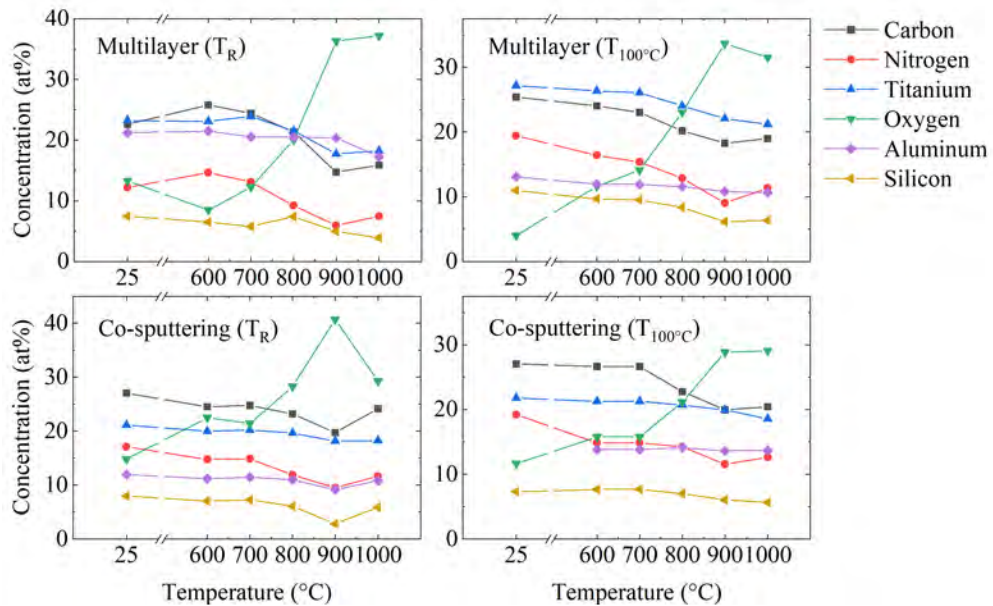 Multilayer (T_R)
Concentration (at%)
40
30
20
10
0
25 600 700 800 900 1000
Multilayer (T_100°C)
30
20
10
0
25 600 700 800 900 1000
Carbon
Nitrogen
Titanium
Oxygen
Aluminum
Silicon
Co-sputtering (T_R)
Concentration (at%)
40
30
20
10
0
25 600 700 800 900 1000
Temperature (°C)
Co-sputtering (T_100°C)
30
20
10
0
25 600 700 800 900 1000
Temperature (°C)